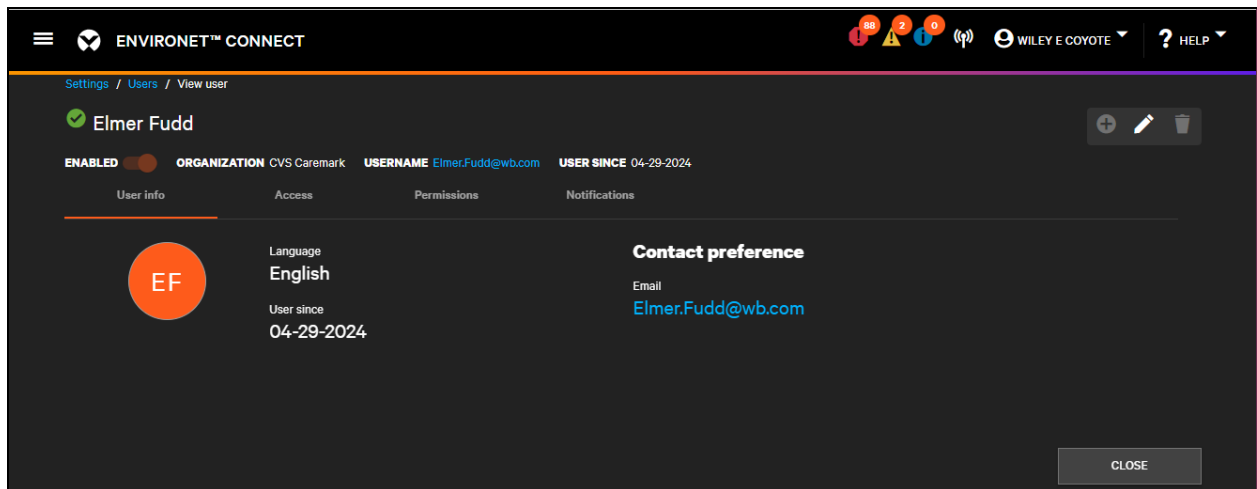 88 2 0
ENVIRONET™ CONNECT WILEY E COYOTE ? HELP
Settings / Users / View user
Elmer Fudd
ENABLED ORGANIZATION CVS Caremark USERNAME Elmer.Fudd@wb.com USER SINCE 04-29-2024
User info Access Permissions Notifications
EF
Language
English
User since
04-29-2024
Contact preference
Email
Elmer.Fudd@wb.com
CLOSE